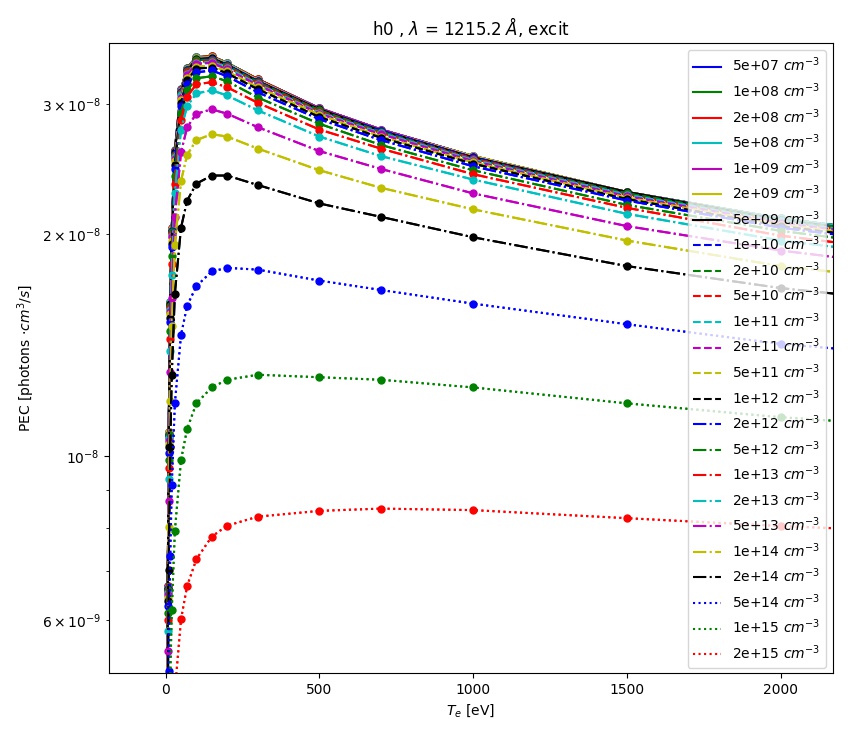 h0 , λ = 1215.2 Å, excit
PEC [photons ·cm³/s]
3 × 10⁻⁸
2 × 10⁻⁸
10⁻⁸
6 × 10⁻⁹
0
500
1000
1500
2000
Tₑ [eV]
5e+07 cm⁻³
1e+08 cm⁻³
2e+08 cm⁻³
5e+08 cm⁻³
1e+09 cm⁻³
2e+09 cm⁻³
5e+09 cm⁻³
1e+10 cm⁻³
2e+10 cm⁻³
5e+10 cm⁻³
1e+11 cm⁻³
2e+11 cm⁻³
5e+11 cm⁻³
1e+12 cm⁻³
2e+12 cm⁻³
5e+12 cm⁻³
1e+13 cm⁻³
2e+13 cm⁻³
5e+13 cm⁻³
1e+14 cm⁻³
2e+14 cm⁻³
5e+14 cm⁻³
1e+15 cm⁻³
2e+15 cm⁻³